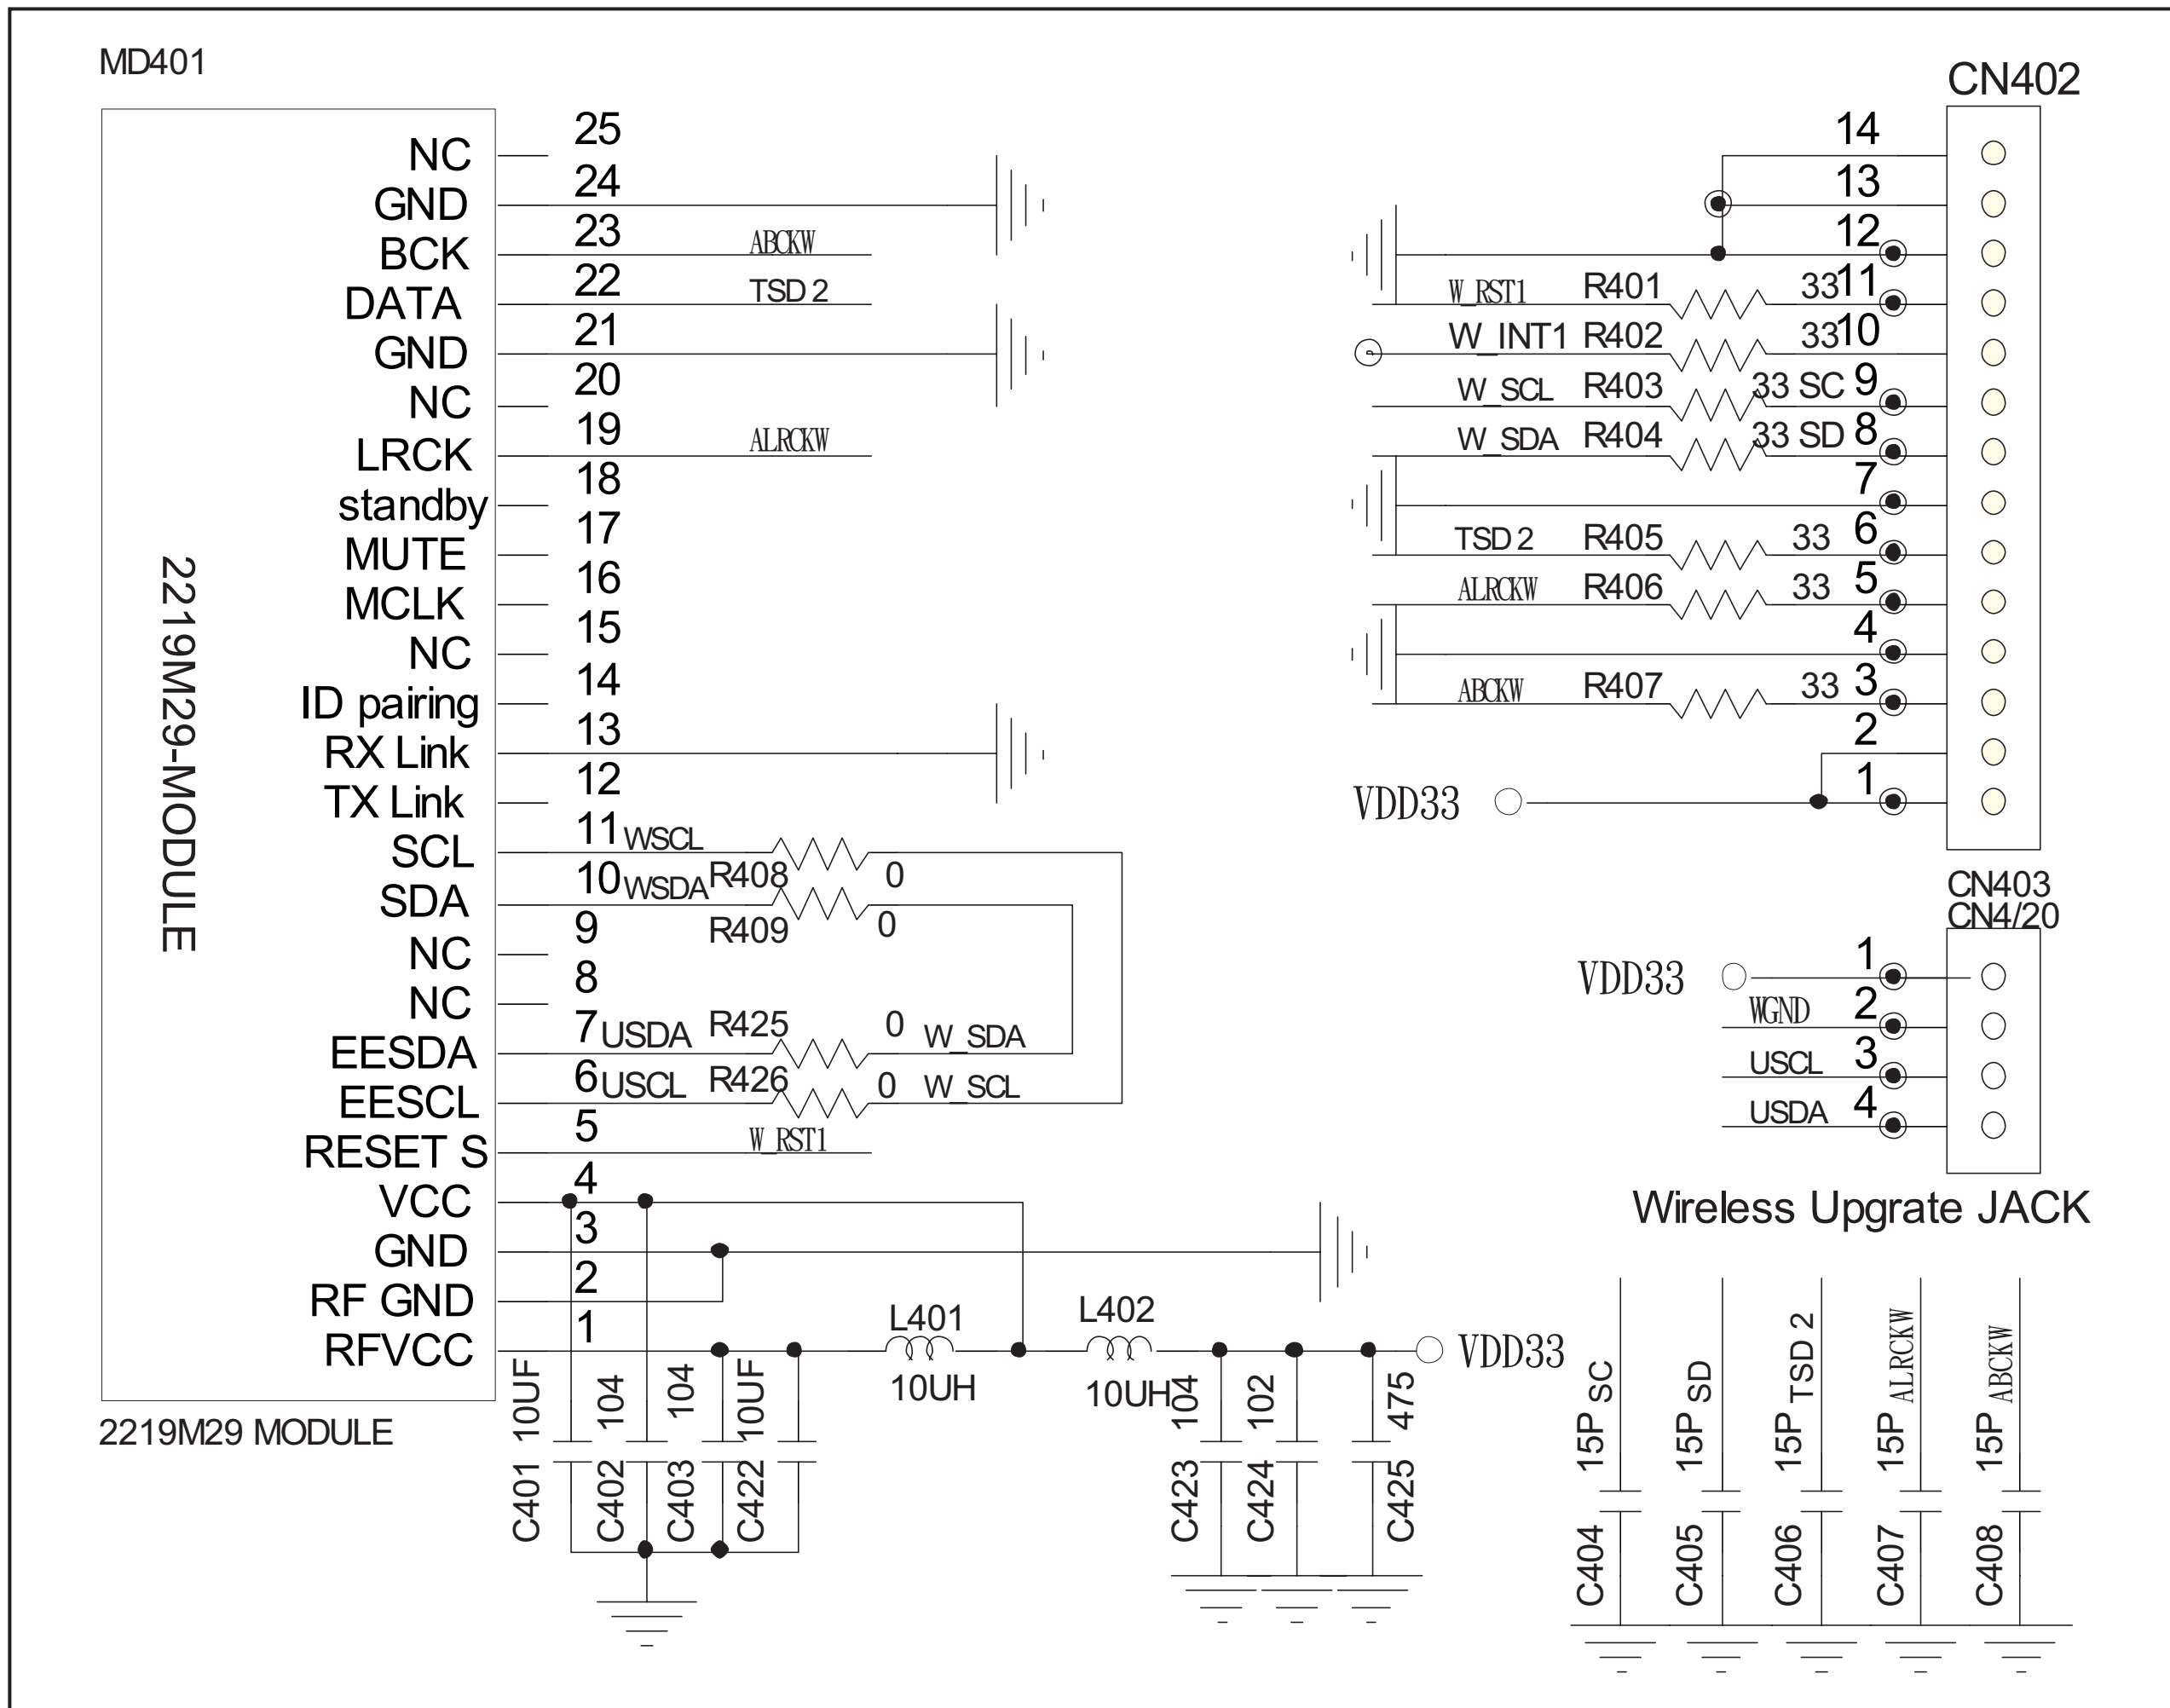 MD401
2219M29-MODULE
NC 25
GND 24
BCK 23 ABCKW
DATA 22 TSD 2
GND 21
NC 20
LRCK 19 ALRCKW
standby 18
MUTE 17
MCLK 16
NC 15
ID pairing 14
RX Link 13
TX Link 12
SCL 11 WSCL R408 0
SDA 10 WSDA R409 0
NC 9
NC 8
EESDA 7 USDA R425 0 W_SDA
EESCL 6 USCL R426 0 W_SCL
RESET S 5 W_RST1
VCC 4
GND 3
RF GND 2
RFVCC 1
2219M29 MODULE
L401
10UH
L402
10UH
VDD33
C401 10UF
C402 104
C403 104
C422 10UF
C423 104
C424 102
C425 475
CN402
14
13
12
W_RST1 R401 33 11
W_INT1 R402 33 10
W_SCL R403 33 SC 9
W_SDA R404 33 SD 8
7
TSD 2 R405 33 6
ALRCKW R406 33 5
4
ABCKW R407 33 3
2
VDD33 1
CN403
CN4/20
VDD33 1
WGND 2
USCL 3
USDA 4
Wireless Upgrate JACK
C404 15P SC
C405 15P SD
C406 15P TSD 2
C407 15P ALRCKW
C408 15P ABCKW